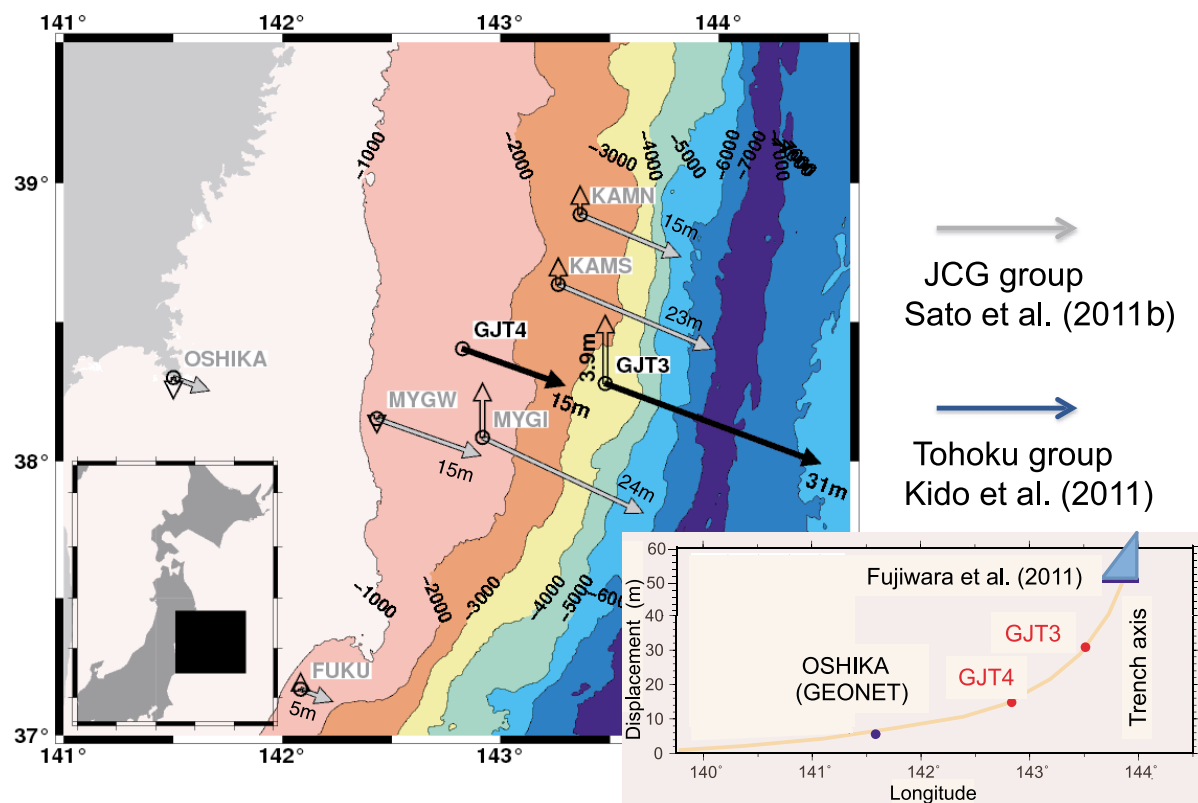 141°
142°
143°
144°
39°
38°
37°
-1000
-2000
-3000
-4000
-5000
-6000
-7000
KAMN
15m
KAMS
23m
GJT4
15m
3.9m
GJT3
31m
OSHIKA
MYGW
15m
MYGI
24m
FUKU
5m
-1000
-2000
-3000
-4000
-5000
141°
142°
143°
JCG group
Sato et al. (2011b)
Tohoku group
Kido et al. (2011)
Displacement (m)
60
50
40
30
20
10
0
Fujiwara et al. (2011)
GJT3
GJT4
OSHIKA
(GEONET)
Trench axis
140°
141°
142°
143°
144°
Longitude